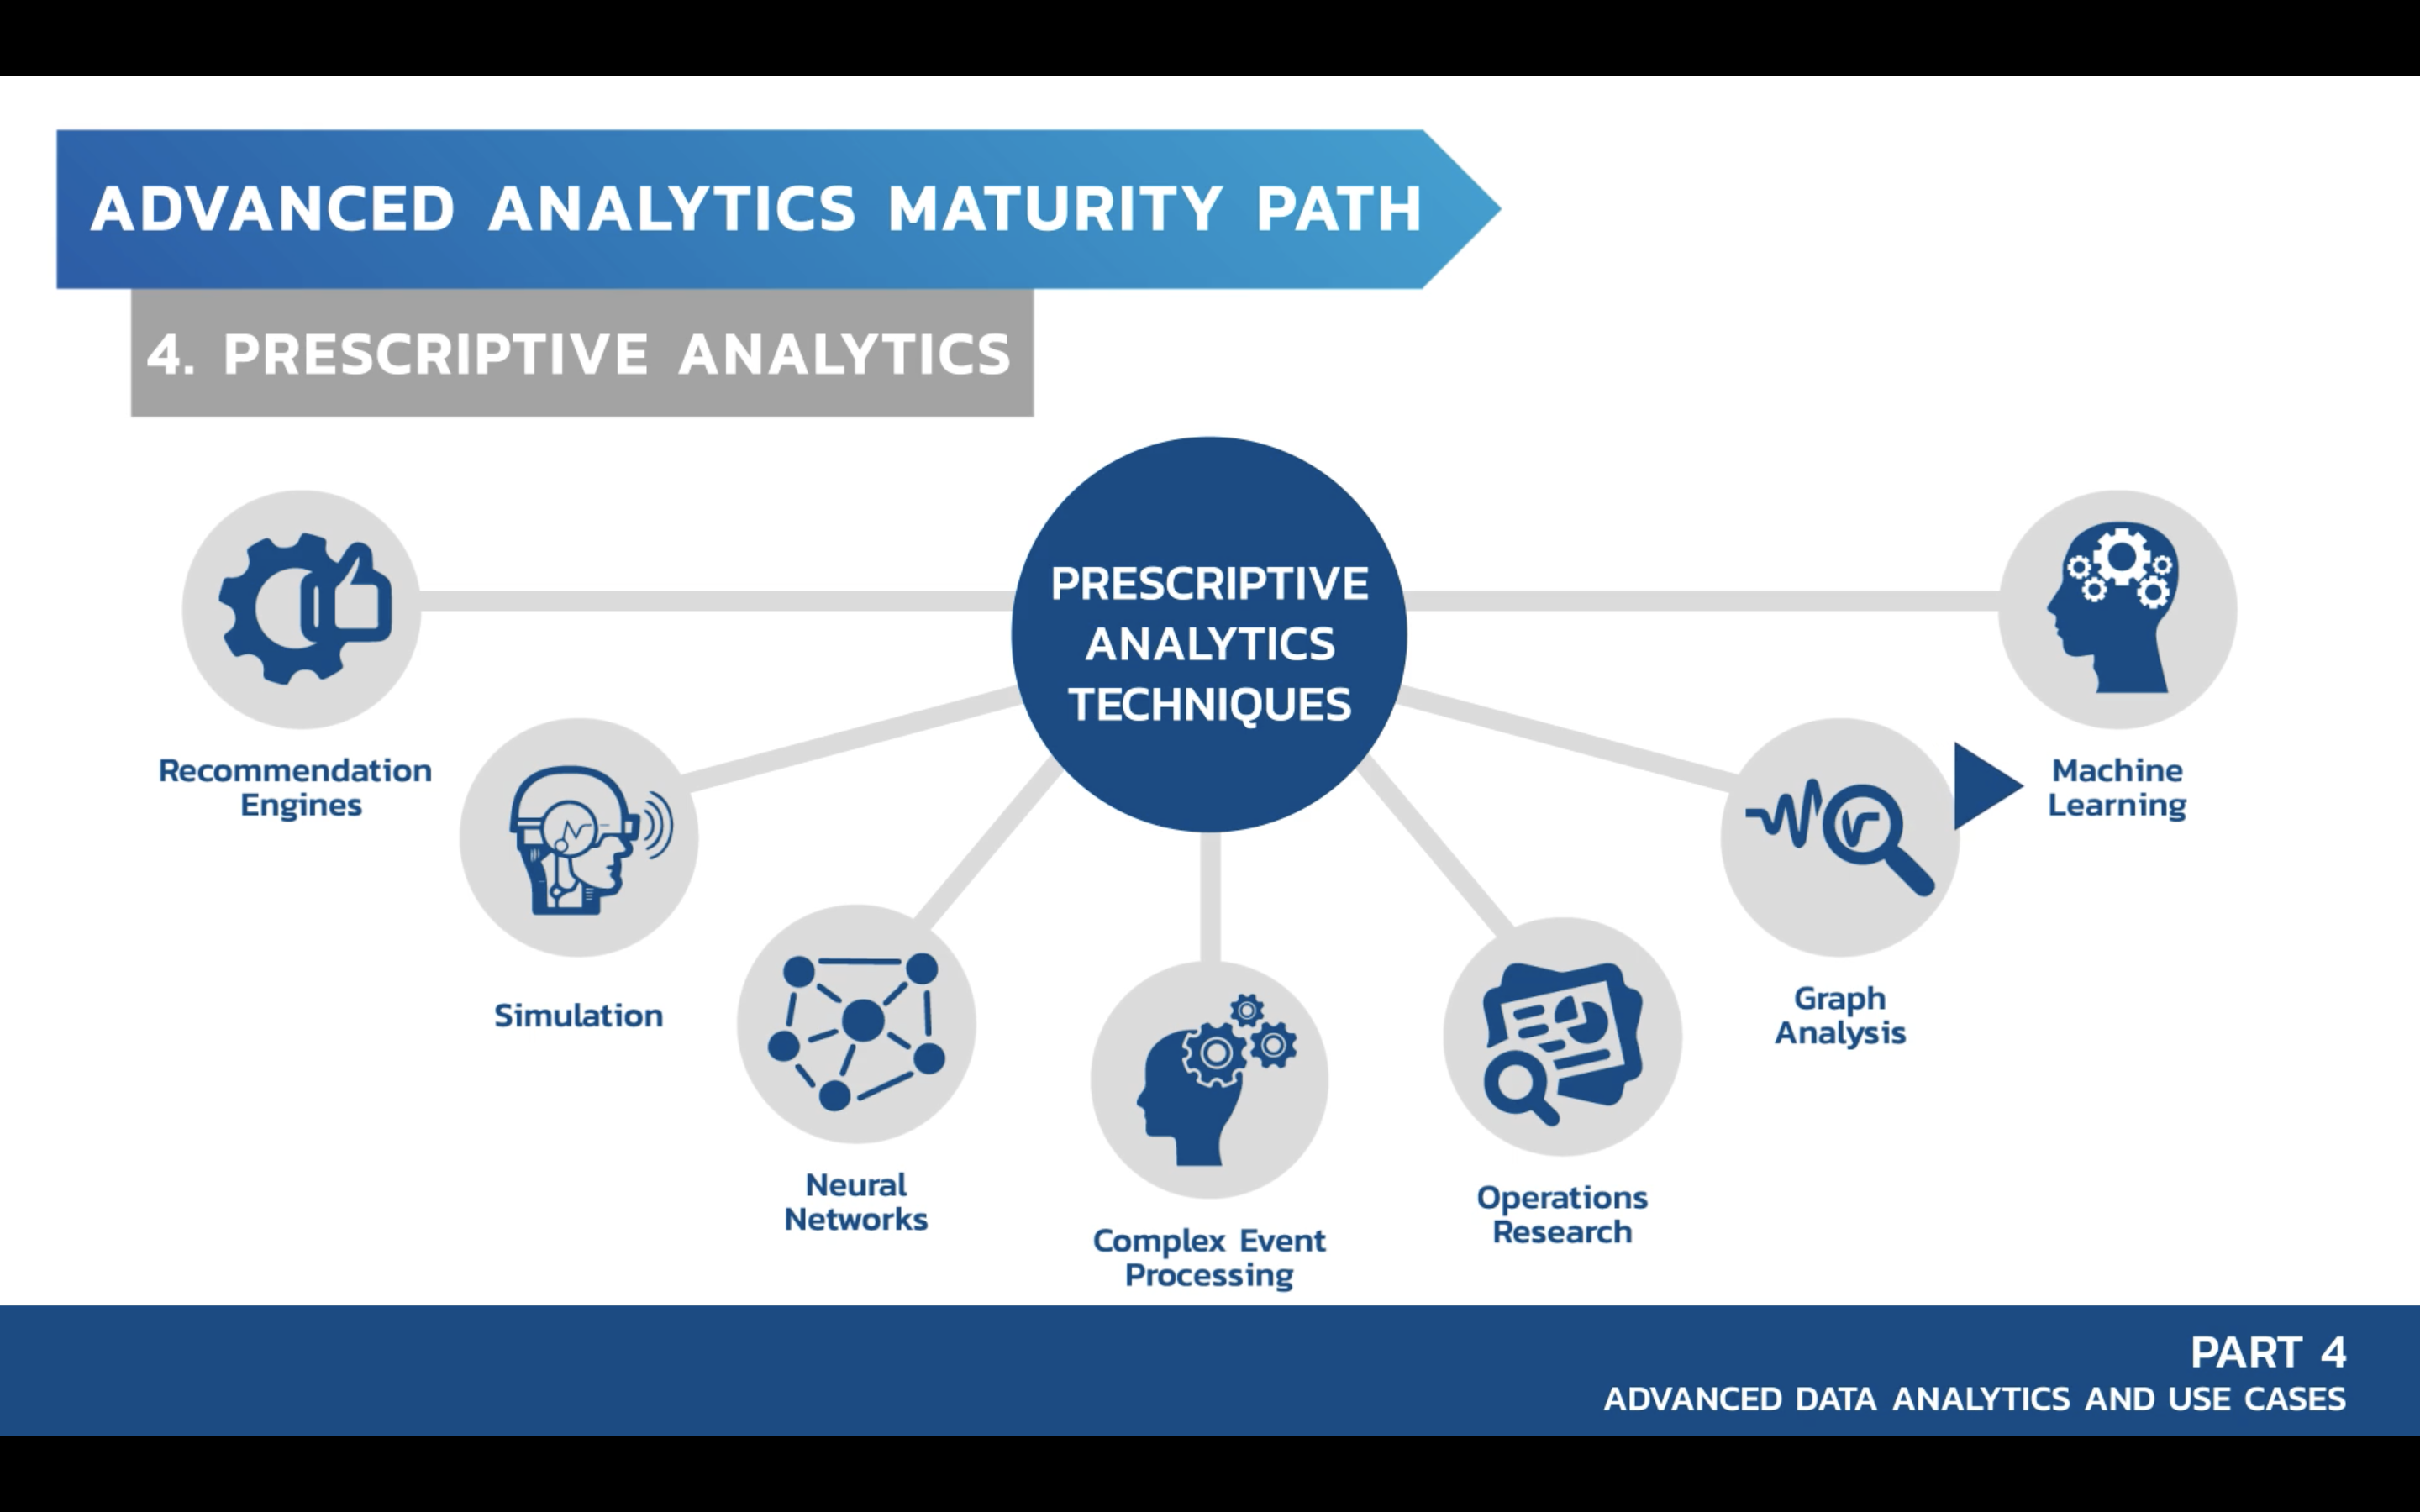 ADVANCED ANALYTICS MATURITY PATH
4. PRESCRIPTIVE ANALYTICS
PRESCRIPTIVE
ANALYTICS
TECHNIQUES
Recommendation
Engines
Simulation
Neural
Networks
Complex Event
Processing
Operations
Research
Graph
Analysis
Machine
Learning
PART 4
ADVANCED DATA ANALYTICS AND USE CASES